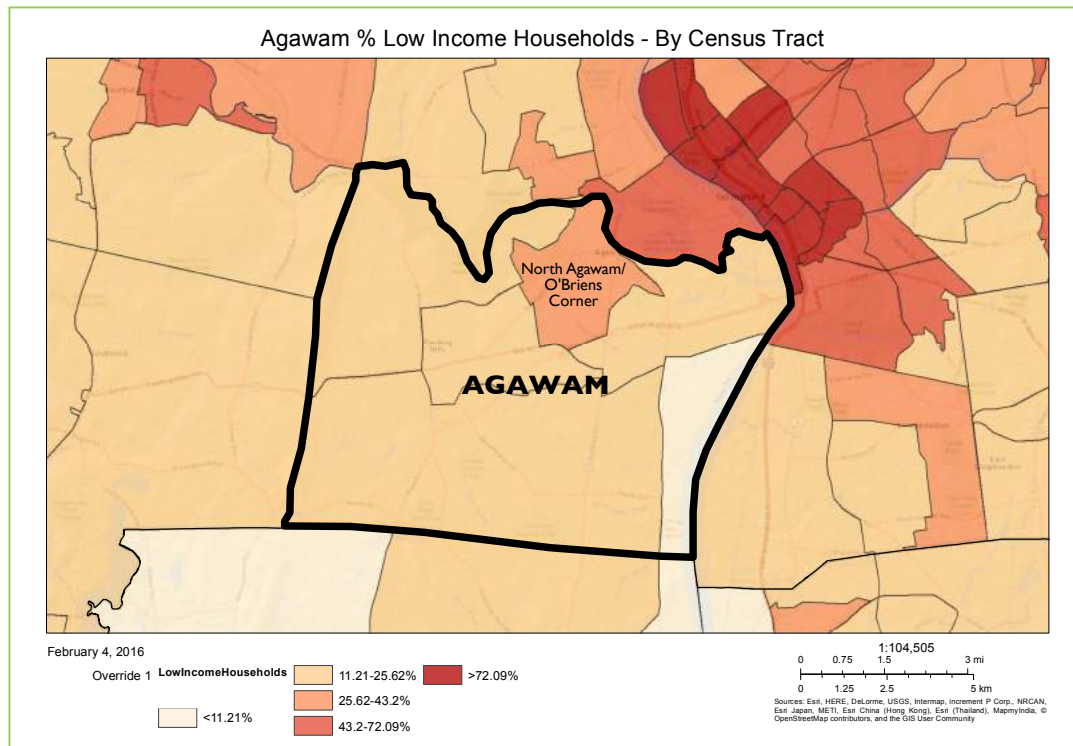 Agawam % Low Income Households - By Census Tract
North Agawam/
O'Briens
Corner
AGAWAM
February 4, 2016
Override 1 LowIncomeHouseholds
<11.21%
11.21-25.62%
25.62-43.2%
43.2-72.09%
>72.09%
1:104,505
0 0.75 1.5 3 mi
0 1.25 2.5 5 km
Sources: Esri, HERE, DeLorme, USGS, Intermap, increment P Corp., NRCAN,
Esri Japan, METI, Esri China (Hong Kong), Esri (Thailand), MapmyIndia, ©
OpenStreetMap contributors, and the GIS User Community